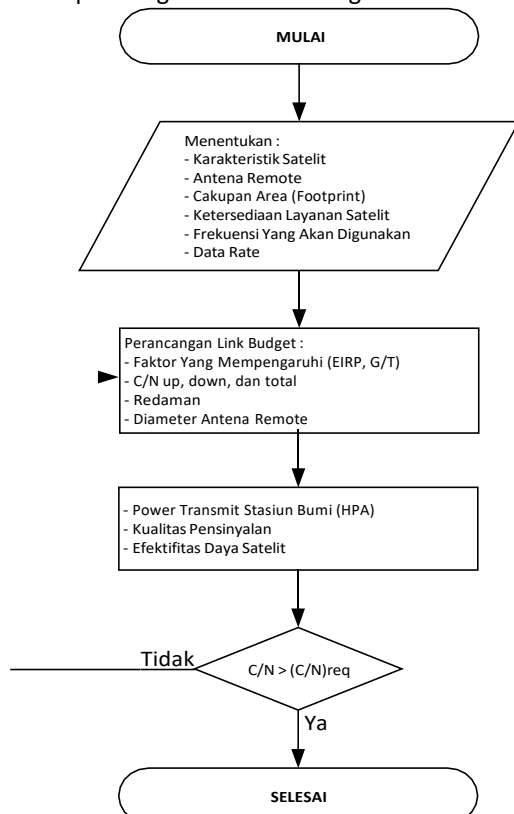 MULAI
Menentukan :
- Karakteristik Satelit
- Antena Remote
- Cakupan Area (Footprint)
- Ketersediaan Layanan Satelit
- Frekuensi Yang Akan Digunakan
- Data Rate
Perancangan Link Budget :
- Faktor Yang Mempengaruhi (EIRP, G/T)
- C/N up, down, dan total
- Redaman
- Diameter Antena Remote
- Power Transmit Stasiun Bumi (HPA)
- Kualitas Pensinyalan
- Efektifitas Daya Satelit
Tidak
C/N > (C/N)req
Ya
SELESAI